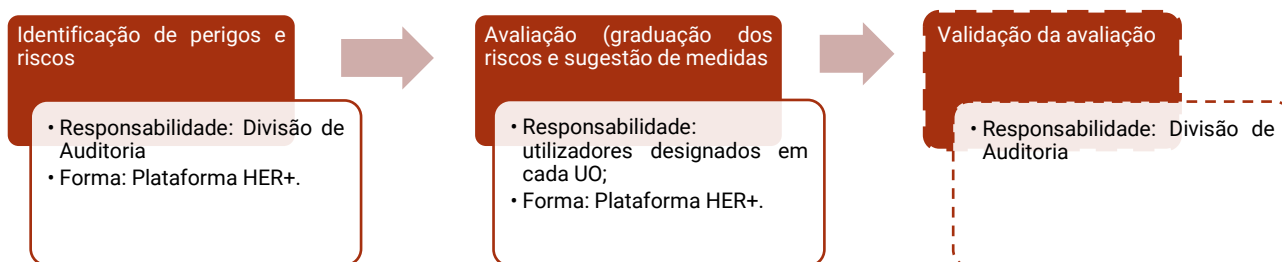 Identificação de perigos e
riscos
• Responsabilidade: Divisão de
Auditoria
• Forma: Plataforma HER+.
Avaliação (graduação dos
riscos e sugestão de medidas
• Responsabilidade:
utilizadores designados em
cada UO;
• Forma: Plataforma HER+.
Validação da avaliação
• Responsabilidade: Divisão de
Auditoria